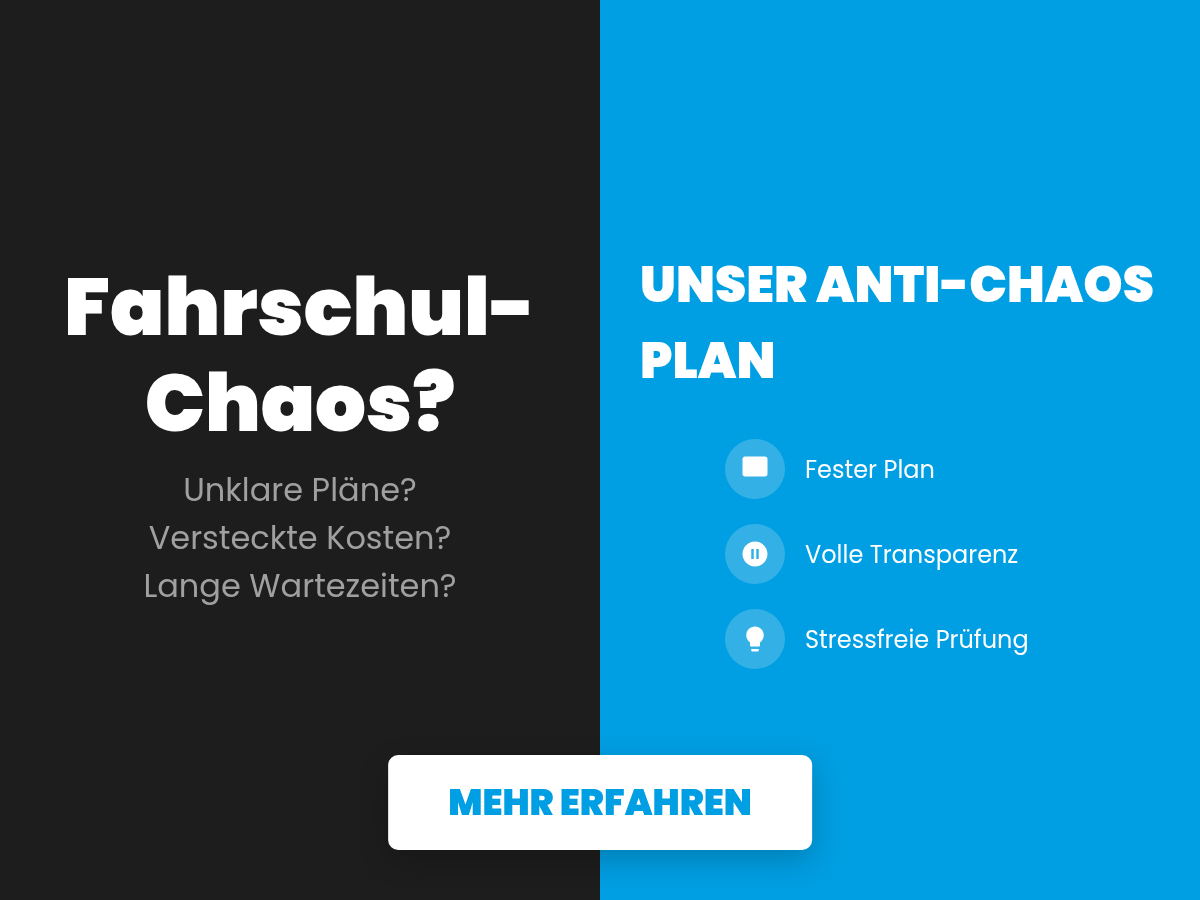 Fahrschul-
Chaos?
Unklare Pläne?
Versteckte Kosten?
Lange Wartezeiten?
UNSER ANTI-CHAOS
PLAN
Fester Plan
Volle Transparenz
Stressfreie Prüfung
MEHR ERFAHREN